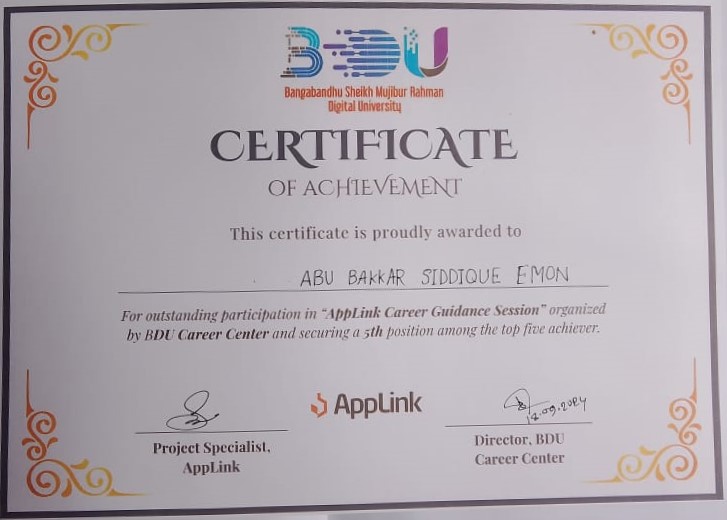 BDU
Bangabandhu Sheikh Mujibur Rahman
Digital University
CERTIFICATE
OF ACHIEVEMENT
This certificate is proudly awarded to
ABU BAKKAR SIDDIQUE EMON
For outstanding participation in "AppLink Career Guidance Session" organized
by BDU Career Center and securing a 5th position among the top five achiever.
AppLink
18.09.2024
Project Specialist,
AppLink
Director, BDU
Career Center